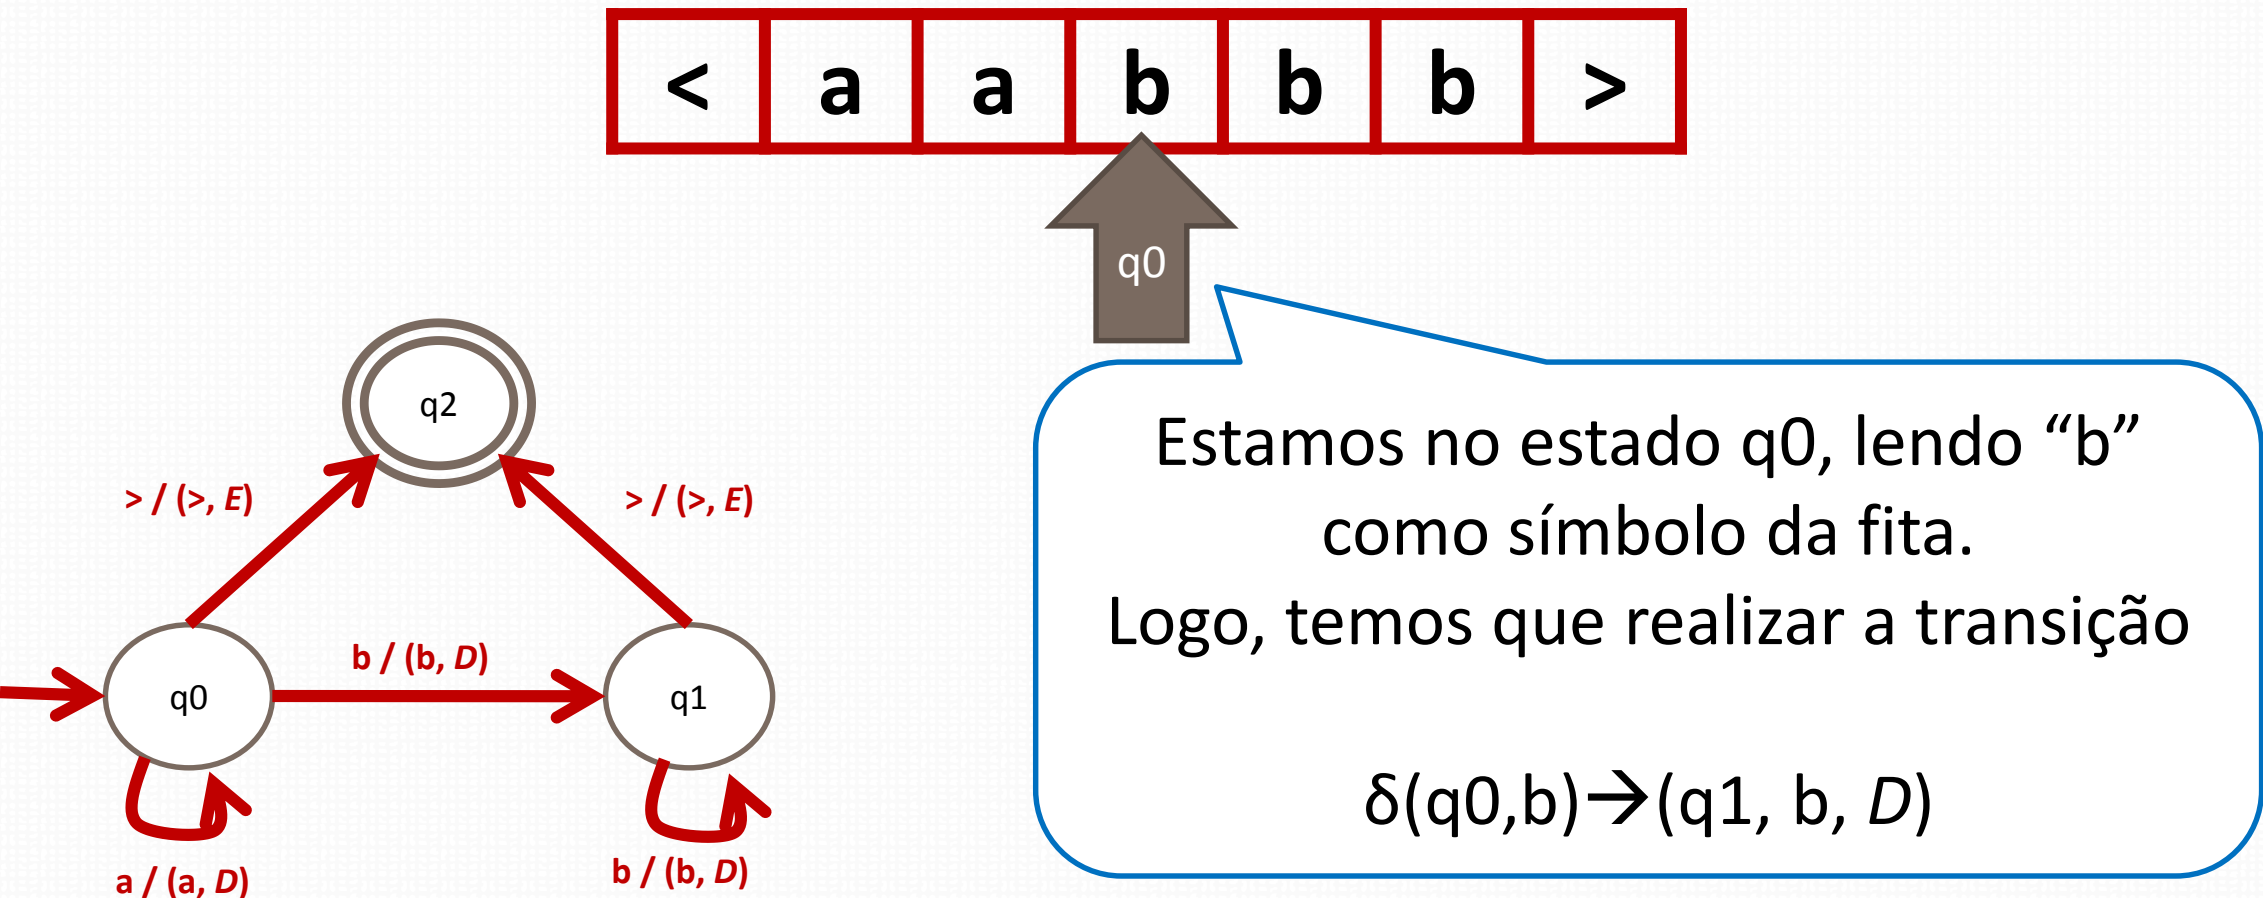 < a a b b b >
q0
q2
> / (>, E)
> / (>, E)
b / (b, D)
q0
q1
a / (a, D)
b / (b, D)
Estamos no estado q0, lendo “b”
como símbolo da fita.
Logo, temos que realizar a transição
δ(q0,b)→(q1, b, D)